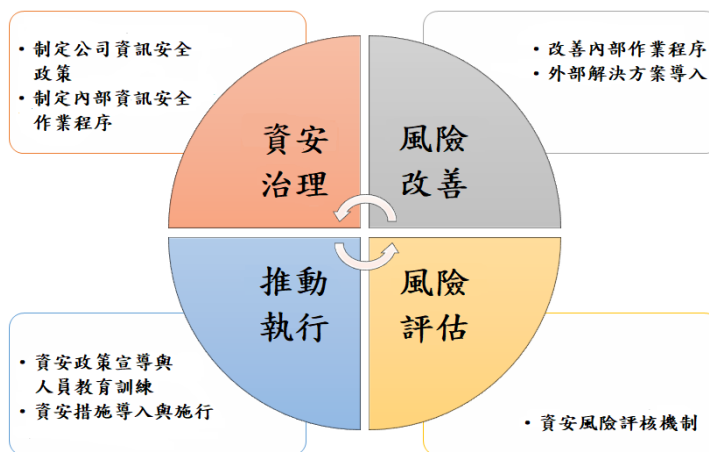 • 制定公司資訊安全
政策
• 制定內部資訊安全
作業程序
• 改善內部作業程序
• 外部解決方案導入
資安
治理
風險
改善
推動
執行
風險
評估
• 資安政策宣導與
人員教育訓練
• 資安措施導入與施行
• 資安風險評核機制